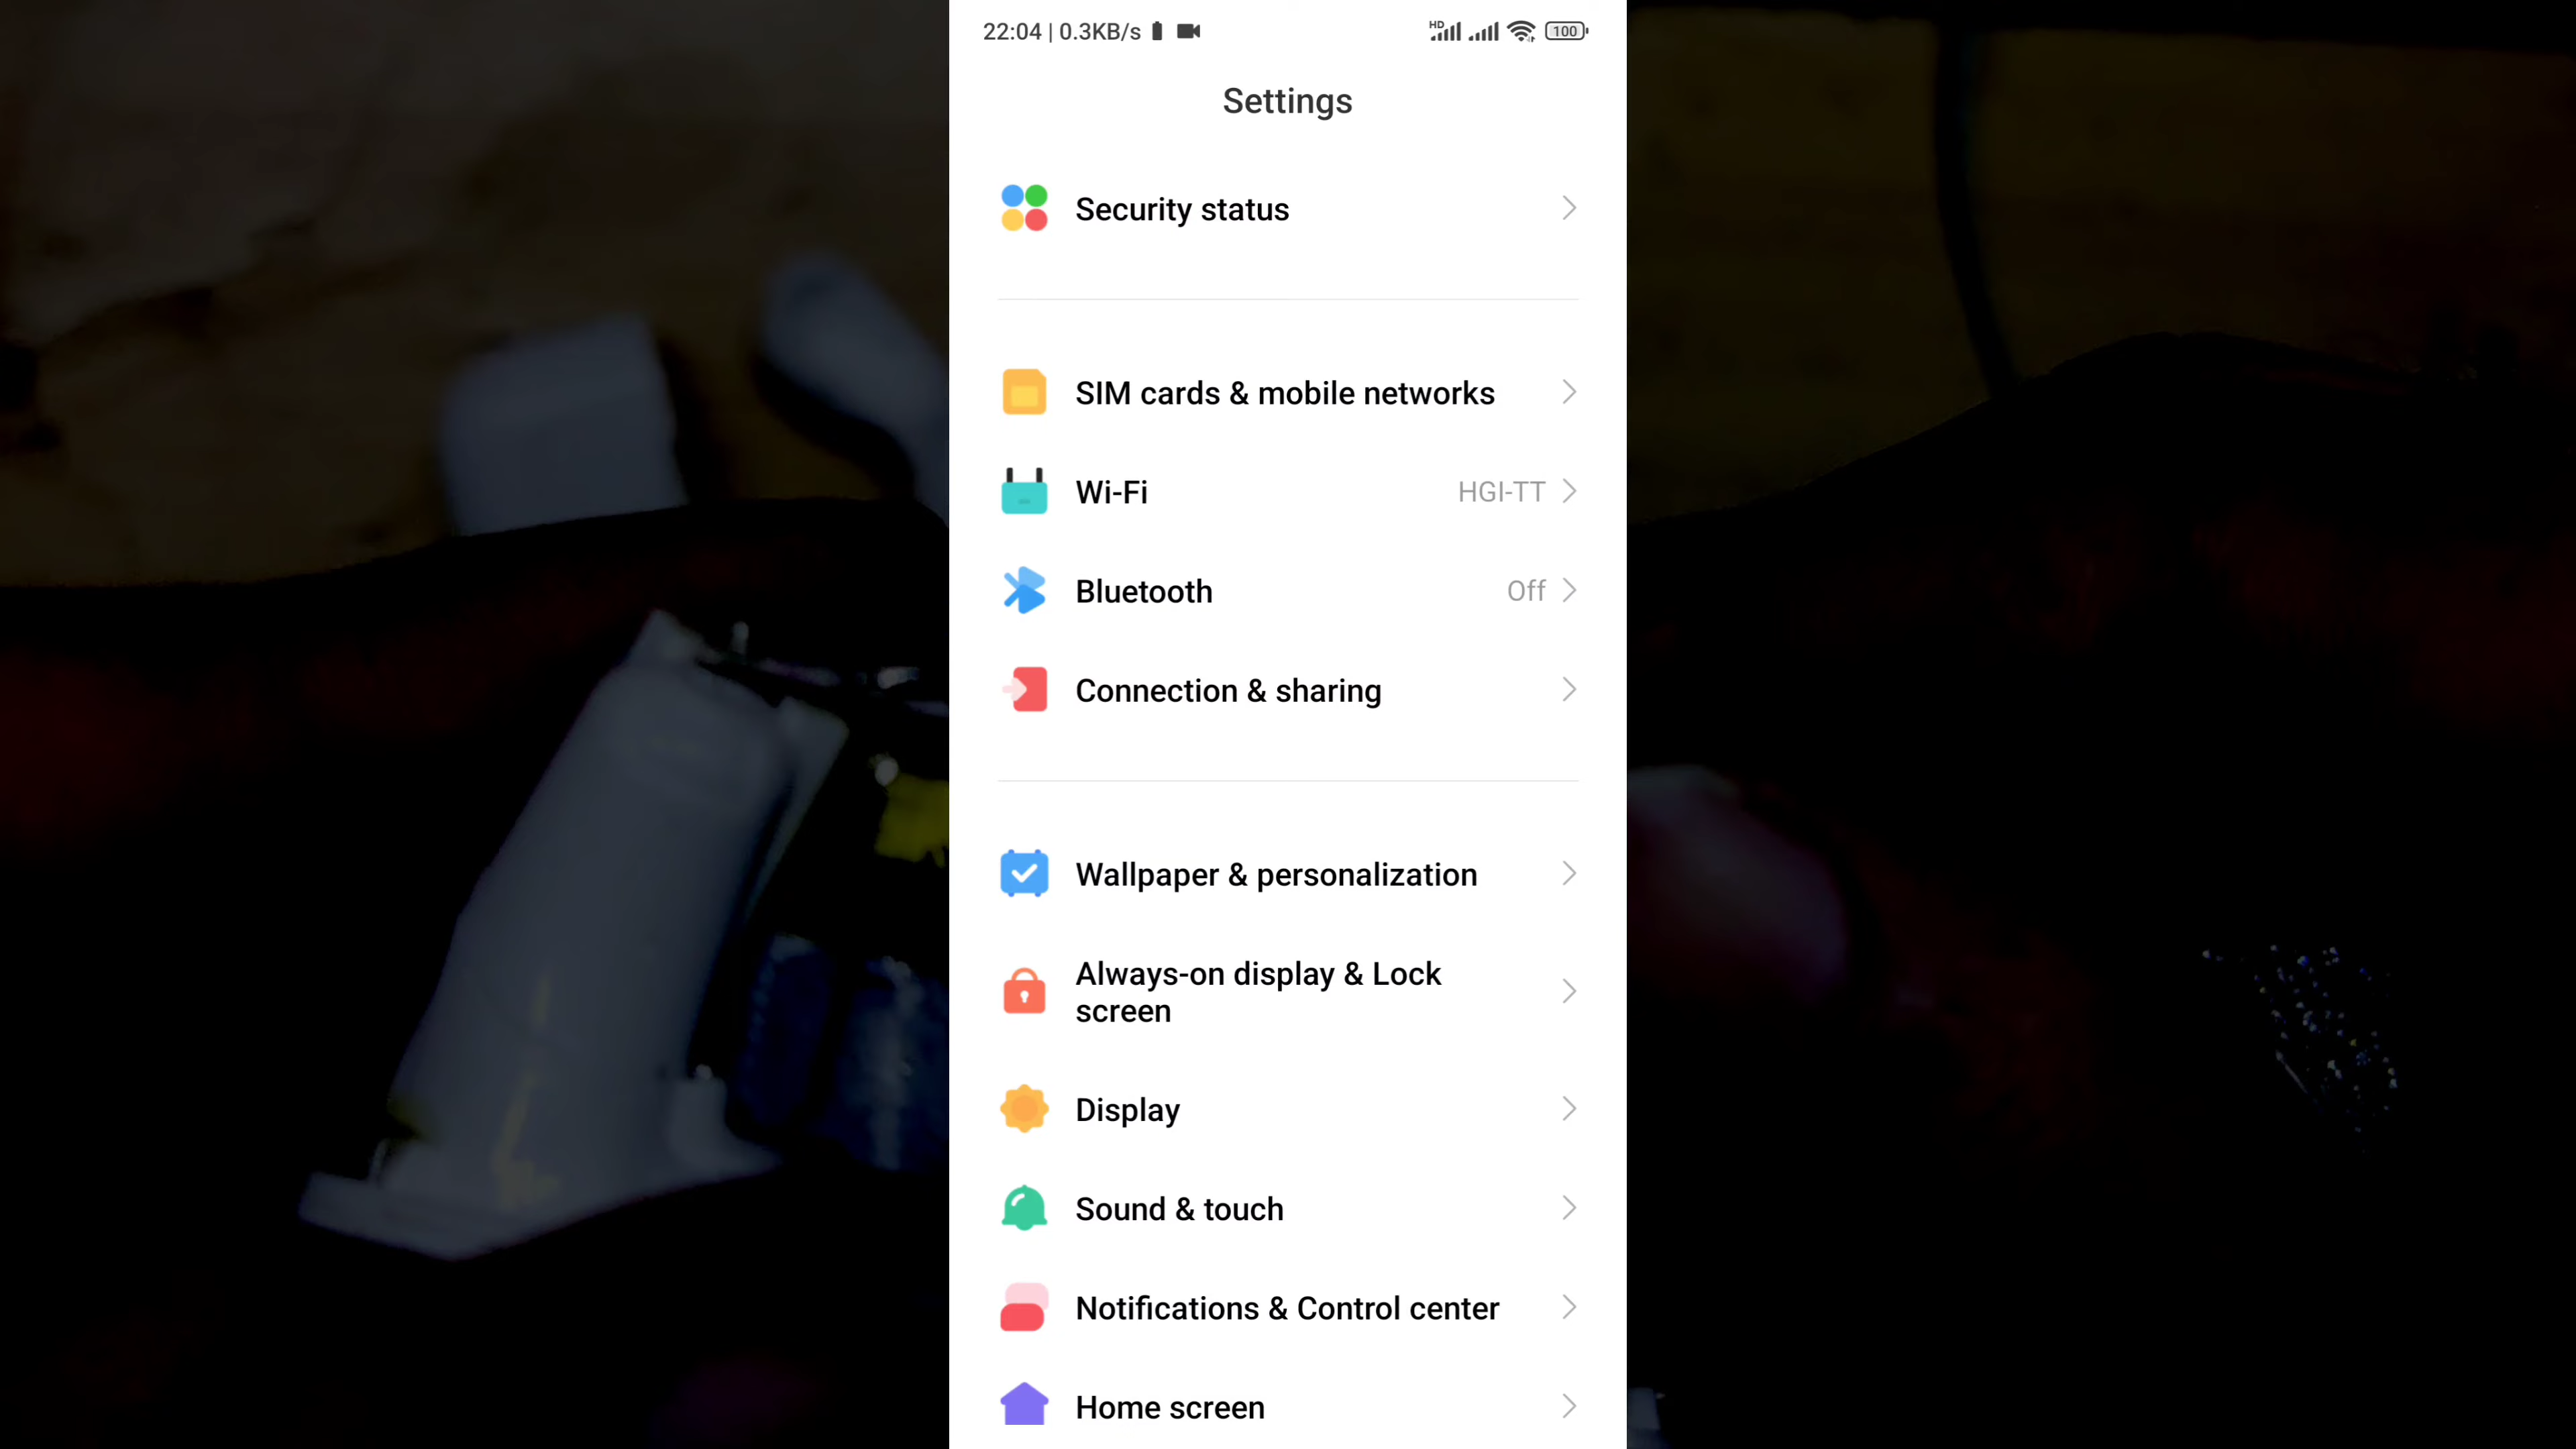 22:04 | 0.3KB/s
HD
100
Settings
Security status
SIM cards & mobile networks
Wi-Fi HGI-TT
Bluetooth Off
Connection & sharing
Wallpaper & personalization
Always-on display & Lock
screen
Display
Sound & touch
Notifications & Control center
Home screen